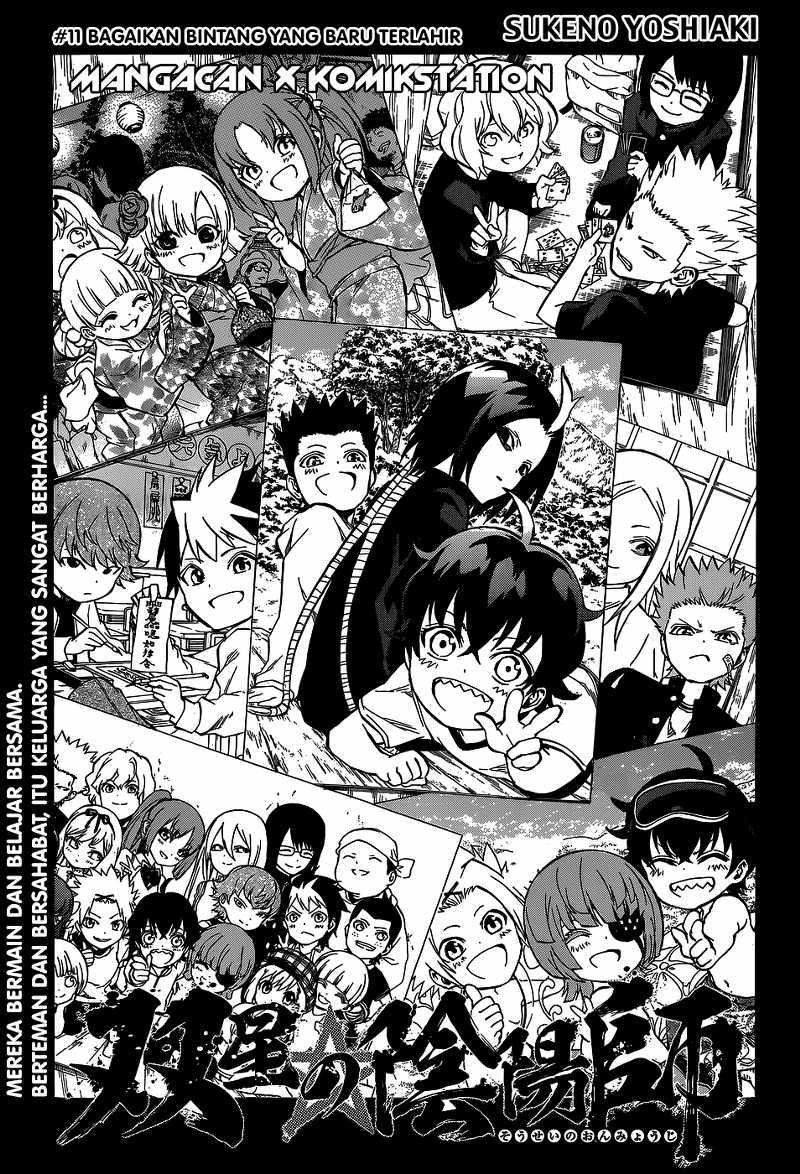 #11 BAGAIKAN BINTANG YANG BARU TERLAHIR
SUKENO YOSHIAKI
MANGACAN X KOMIKSTATION
MEREKA BERMAIN DAN BELAJAR BERSAMA.
BERTEMAN DAN BERSAHABAT, ITU KELUARGA YANG SANGAT BERHARGA...
双星の陰陽師
そうせいのおんみょうじ